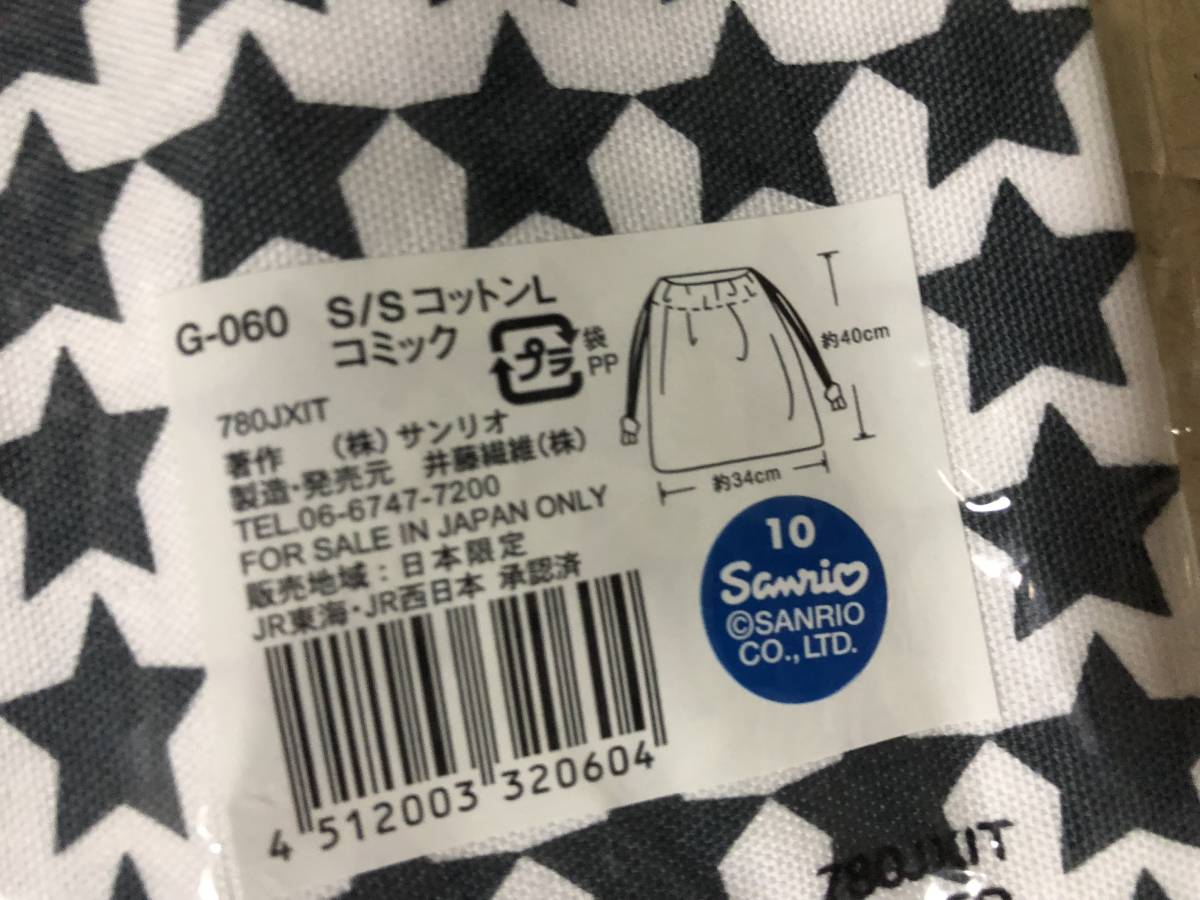 G-060 S/S コットンL
コミック
プラ
袋
PP
780JXIT
著作 (株)サンリオ
製造・発売元 井藤繊維(株)
TEL.06-6747-7200
FOR SALE IN JAPAN ONLY
販売地域:日本限定
JR東海・JR西日本 承認済
4 512003 320604
約40cm
約34cm
10
Sanrio
©SANRIO
CO.,LTD.
780JXIT